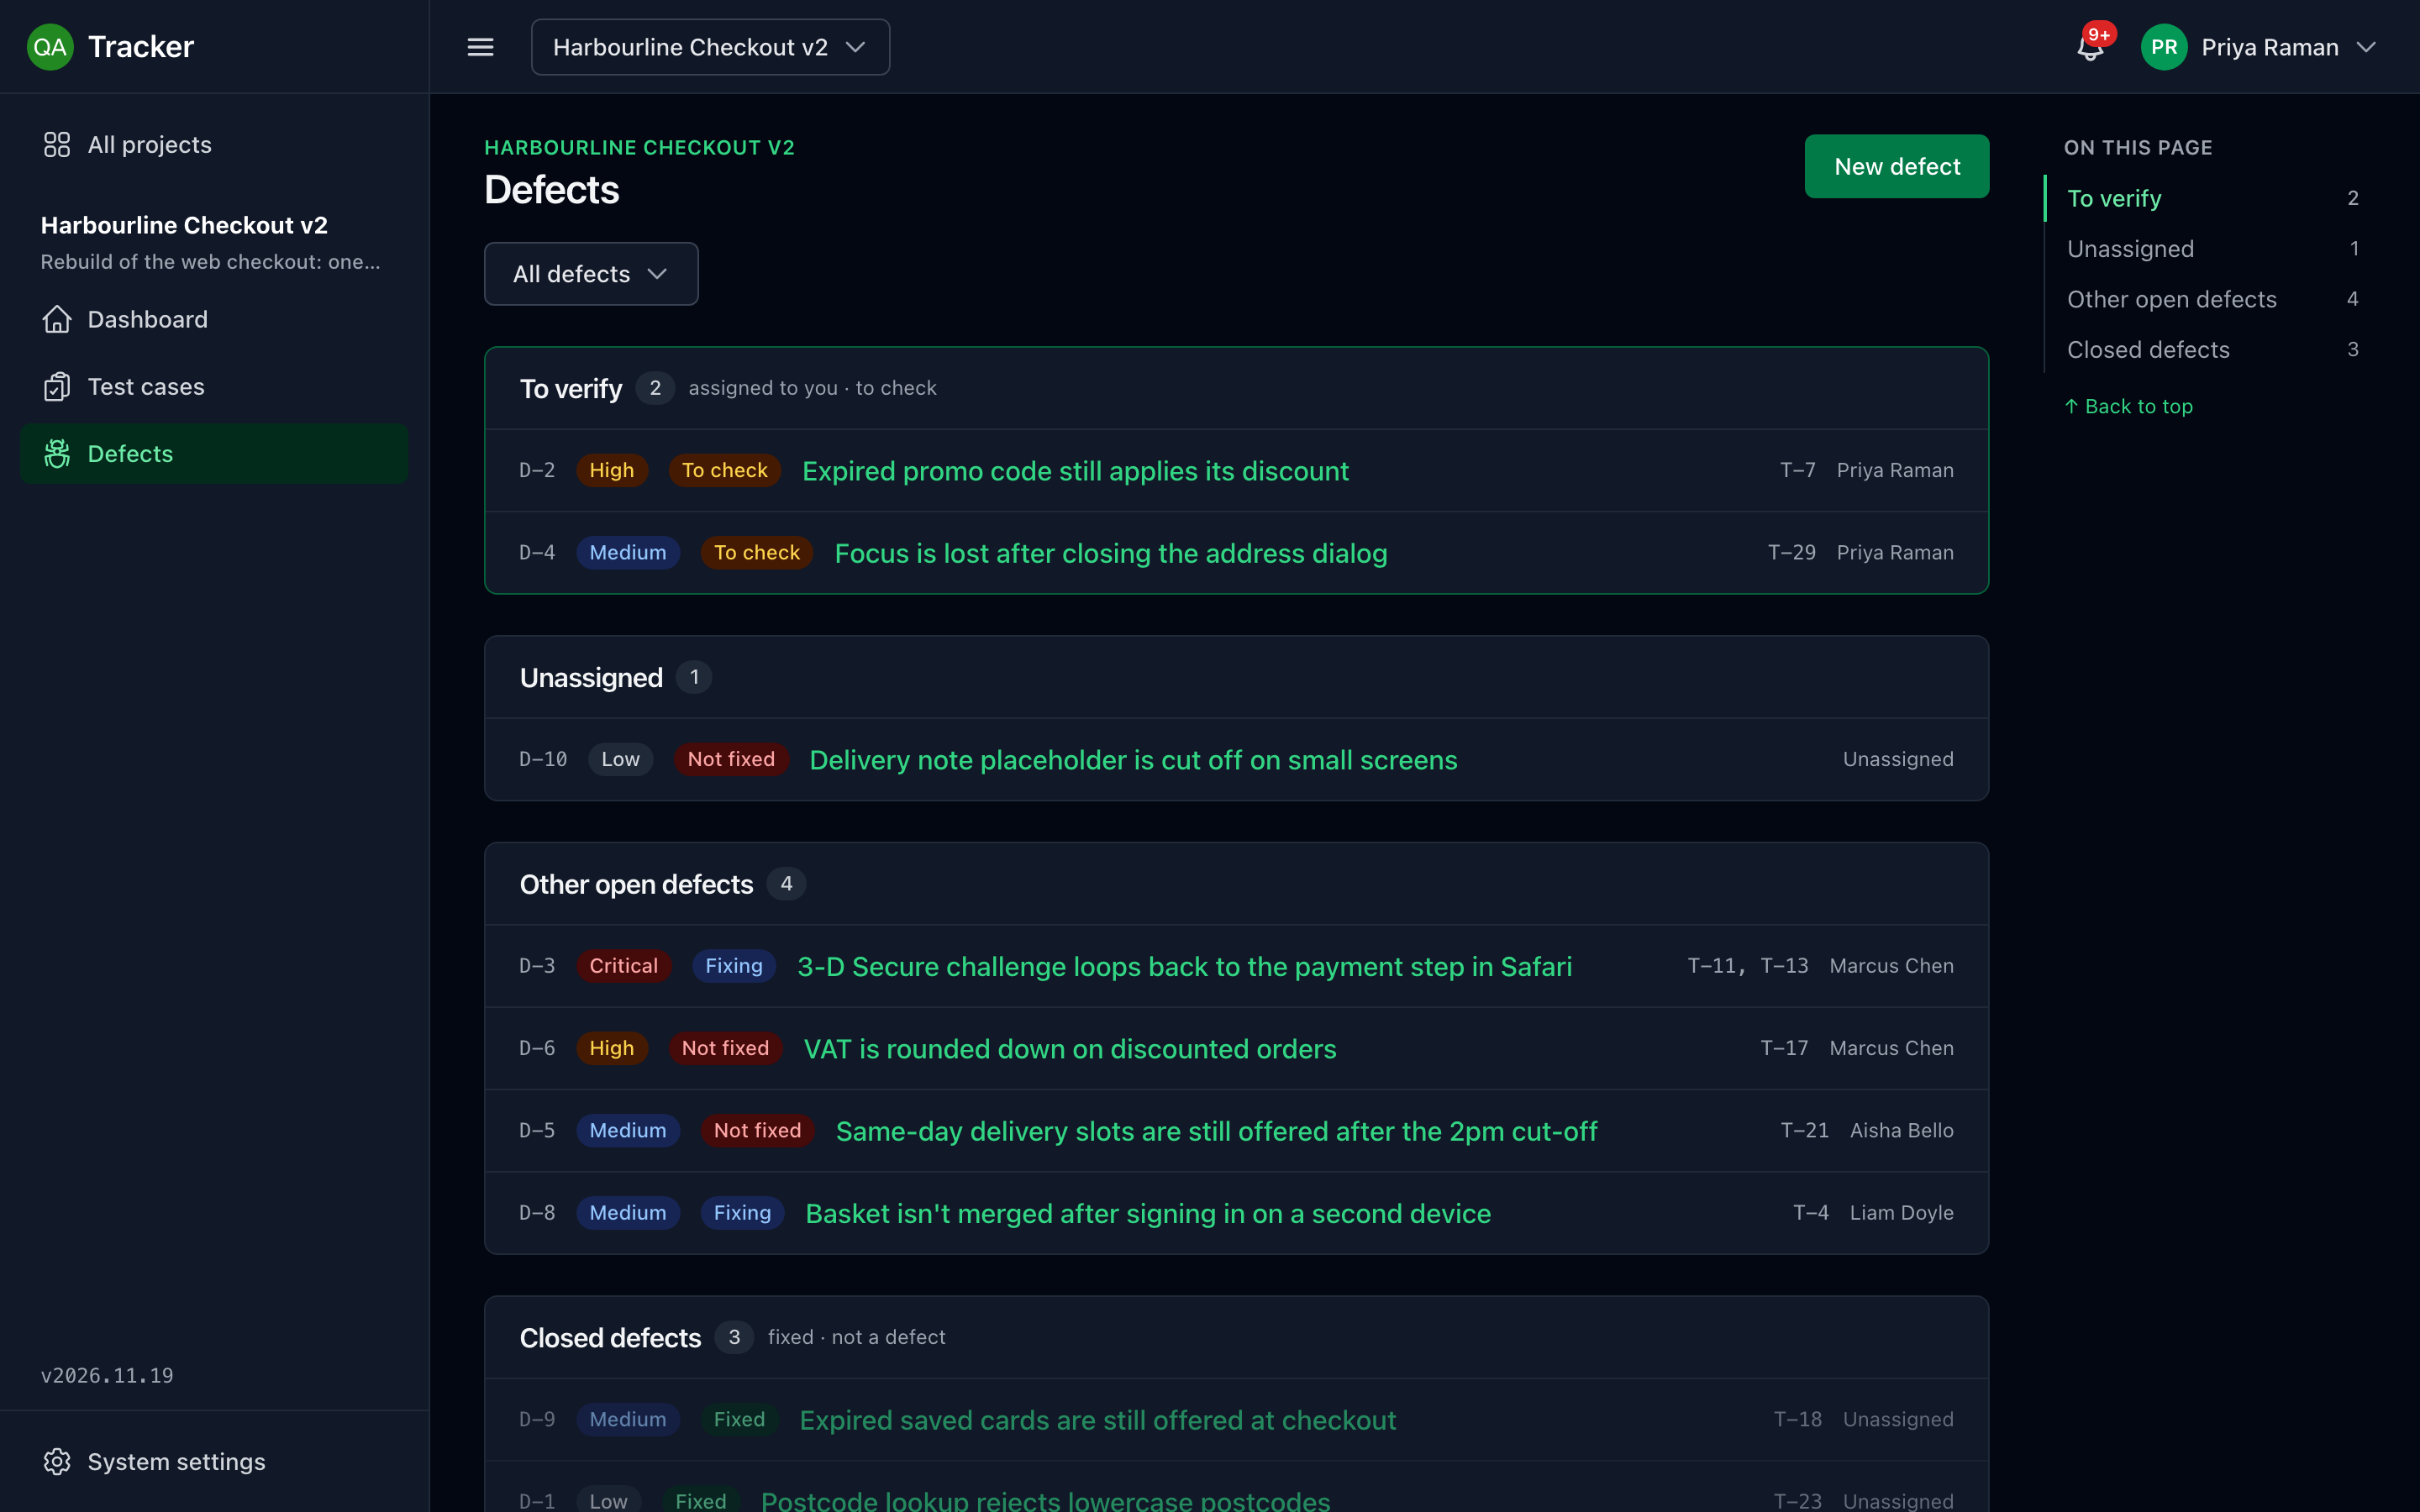 QA Tracker
Harbourline Checkout v2
9+
PR Priya Raman
All projects
Harbourline Checkout v2
Rebuild of the web checkout: one...
Dashboard
Test cases
Defects
v2026.11.19
System settings
HARBOURLINE CHECKOUT V2
Defects
New defect
All defects
To verify 2 assigned to you · to check
D-2 High To check Expired promo code still applies its discount T-7 Priya Raman
D-4 Medium To check Focus is lost after closing the address dialog T-29 Priya Raman
Unassigned 1
D-10 Low Not fixed Delivery note placeholder is cut off on small screens Unassigned
Other open defects 4
D-3 Critical Fixing 3-D Secure challenge loops back to the payment step in Safari T-11, T-13 Marcus Chen
D-6 High Not fixed VAT is rounded down on discounted orders T-17 Marcus Chen
D-5 Medium Not fixed Same-day delivery slots are still offered after the 2pm cut-off T-21 Aisha Bello
D-8 Medium Fixing Basket isn't merged after signing in on a second device T-4 Liam Doyle
Closed defects 3 fixed · not a defect
D-9 Medium Fixed Expired saved cards are still offered at checkout T-18 Unassigned
D-1 Low Fixed Postcode lookup rejects lowercase postcodes T-23 Unassigned
ON THIS PAGE
To verify 2
Unassigned 1
Other open defects 4
Closed defects 3
↑ Back to top